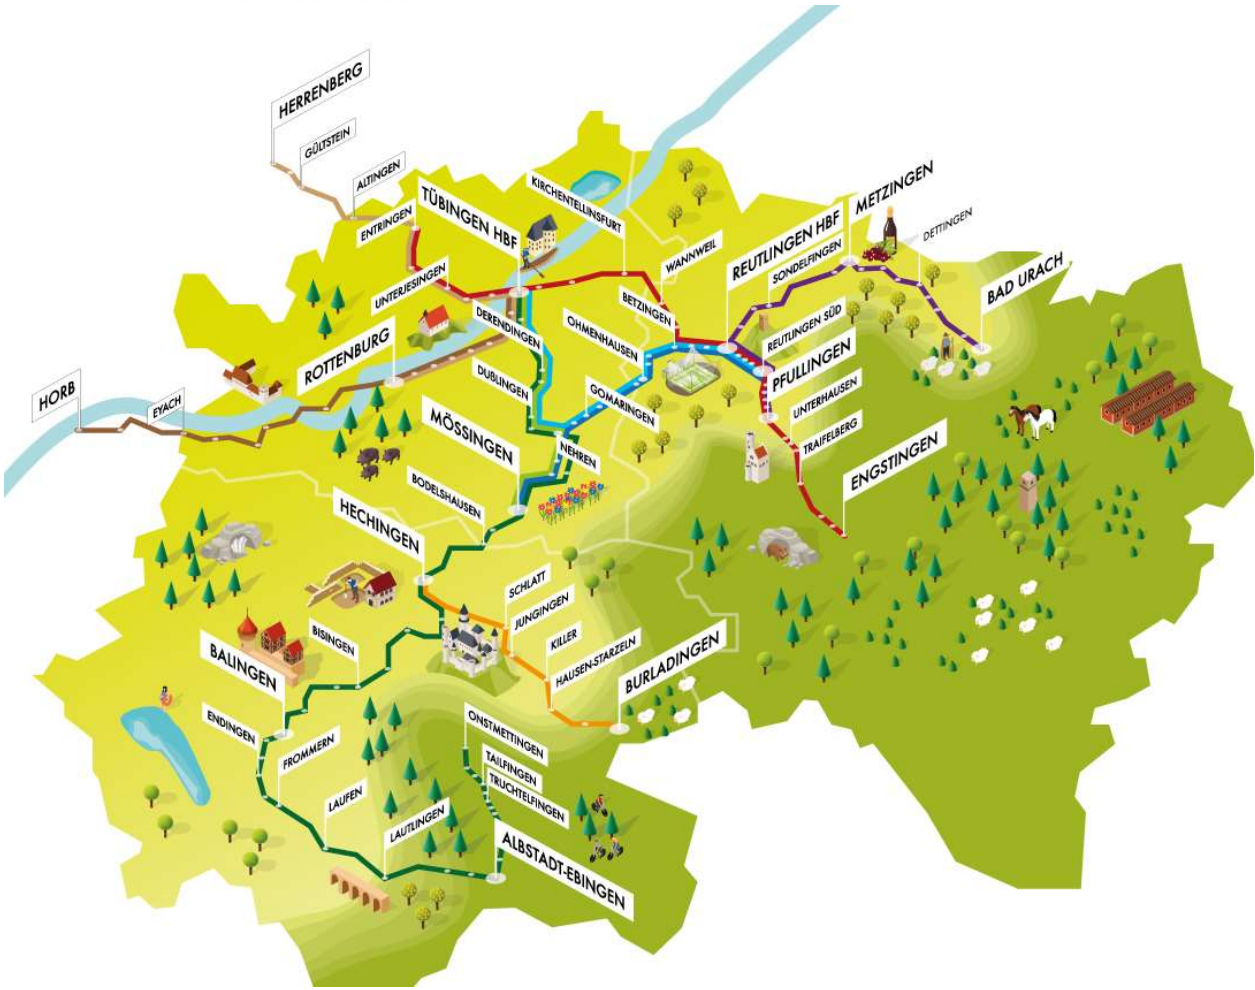 HERRENBERG
GÜLTSTEIN
ALTINGEN
ENTRINGEN
TÜBINGEN HBF
KIRCHENTELLINSFURT
WANNWEIL
REUTLINGEN HBF
SONDELFINGEN
METZINGEN
DETTINGEN
BAD URACH
UNTERJESINGEN
DERENDINGEN
OHMENHAUSEN
BETZINGEN
REUTLINGEN SÜD
ROTTENBURG
HORB
EYACH
DUßLINGEN
GOMARINGEN
PFULLINGEN
UNTERHAUSEN
TRAIFELBERG
MÖSSINGEN
NEHREN
ENGSTINGEN
BODELSHAUSEN
HECHINGEN
SCHLATT
JUNGINGEN
KILLER
HAUSEN-STARZELN
BURLADINGEN
BISINGEN
BALINGEN
ENDINGEN
FROMMERN
LAUFEN
LAUTLINGEN
ONSTMETTINGEN
TAILFINGEN
TRUCHTELFINGEN
ALBSTADT-EBINGEN